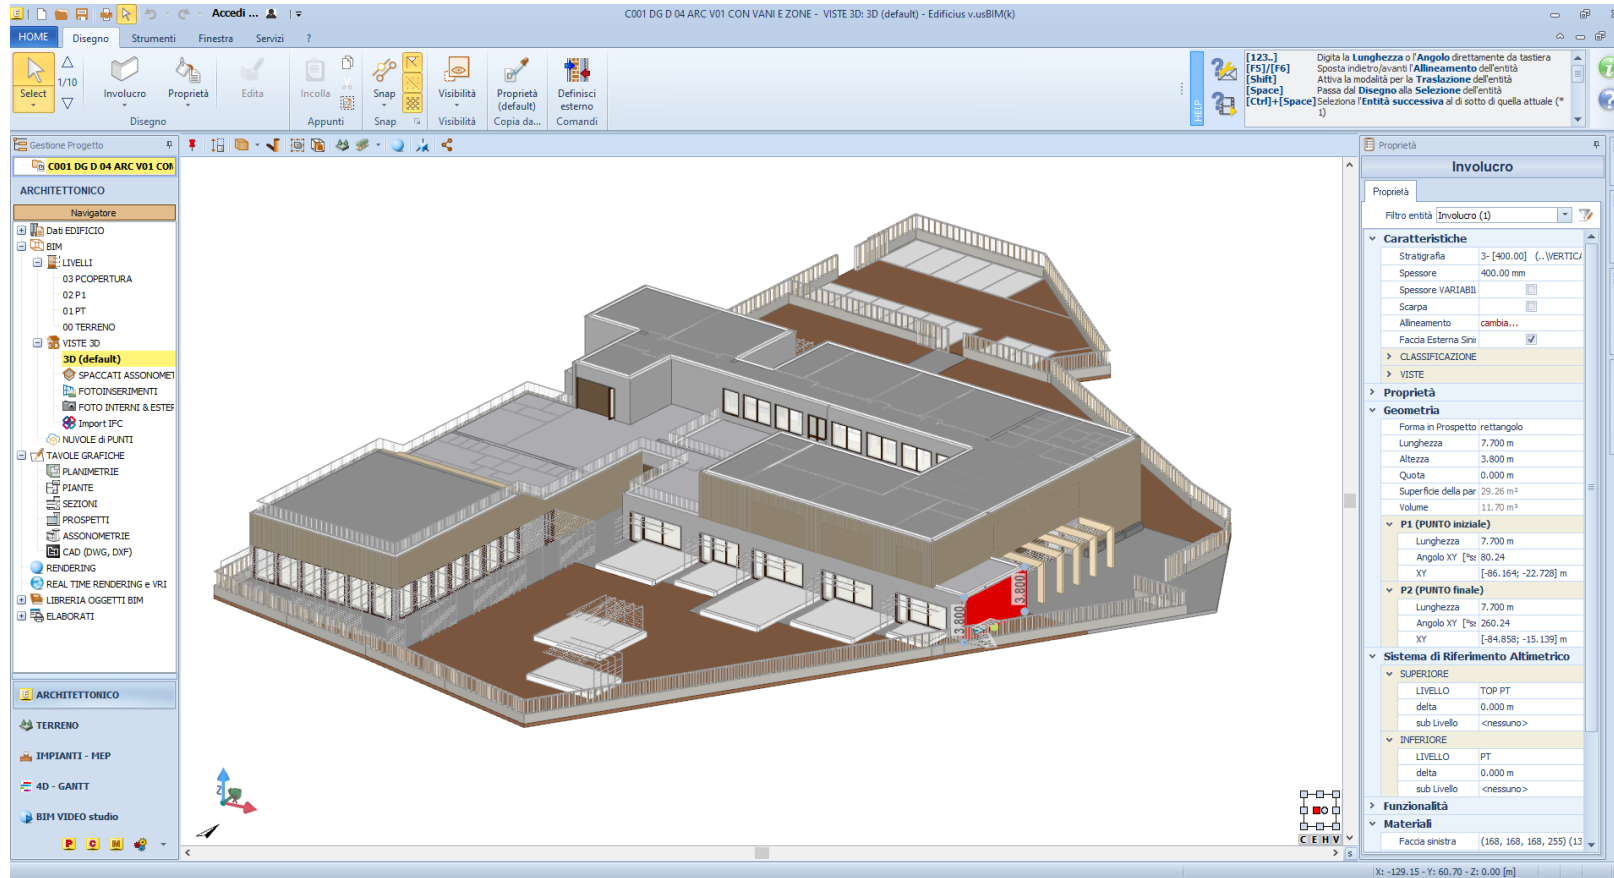 Accedi ...
C001 DG D 04 ARC V01 CON VANI E ZONE - VISTE 3D: 3D (default) - Edificius v.usBIM(k)
HOME Disegno Strumenti Finestra Servizi ?
Select
1/10
Involucro
Proprietà
Edita
Incolla
Snap
Visibilità
Proprietà (default)
Definisci esterno
Disegno
Appunti
Snap
Visibilità
Copia da...
Comandi
HELP
[123..] Digita la Lunghezza o l'Angolo direttamente da tastiera
[F5]/[F6] Sposta indietro/avanti l'Allineamento dell'entità
[Shift] Attiva la modalità per la Traslazione dell'entità
[Space] Passa dal Disegno alla Selezione dell'entità
[Ctrl]+[Space] Seleziona l'Entità successiva al di sotto di quella attuale (*
1)
Gestione Progetto
C001 DG D 04 ARC V01 CON
ARCHITETTONICO
Navigatore
Dati EDIFICIO
BIM
LIVELLI
03 PCOPERTURA
02 P1
01 PT
00 TERRENO
VISTE 3D
3D (default)
SPACCATI ASSONOMET
FOTOINSERIMENTI
FOTO INTERNI & ESTER
Import IFC
NUVOLE di PUNTI
TAVOLE GRAFICHE
PLANIMETRIE
PIANTE
SEZIONI
PROSPETTI
ASSONOMETRIE
CAD (DWG, DXF)
RENDERING
REAL TIME RENDERING e VRI
LIBRERIA OGGETTI BIM
ELABORATI
ARCHITETTONICO
TERRENO
IMPIANTI - MEP
4D - GANTT
BIM VIDEO studio
P C M
3.800
3.800
Z
C E H V
S
Proprietà
Involucro
Proprietà
Filtro entità Involucro (1)
Caratteristiche
Stratigrafia 3- [400.00] (..\VERTICA
Spessore 400.00 mm
Spessore VARIABIL
Scarpa
Allineamento cambia...
Faccia Esterna Sini
CLASSIFICAZIONE
VISTE
Proprietà
Geometria
Forma in Prospetto rettangolo
Lunghezza 7.700 m
Altezza 3.800 m
Quota 0.000 m
Superficie della par 29.26 m²
Volume 11.70 m³
P1 (PUNTO iniziale)
Lunghezza 7.700 m
Angolo XY [°ss 80.24
XY [-86.164; -22.728] m
P2 (PUNTO finale)
Lunghezza 7.700 m
Angolo XY [°ss 260.24
XY [-84.858; -15.139] m
Sistema di Riferimento Altimetrico
SUPERIORE
LIVELLO TOP PT
delta 0.000 m
sub Livello <nessuno>
INFERIORE
LIVELLO PT
delta 0.000 m
sub Livello <nessuno>
Funzionalità
Materiali
Faccia sinistra (168, 168, 168, 255) (13
X: -129.15 - Y: 60.70 - Z: 0.00 [m]